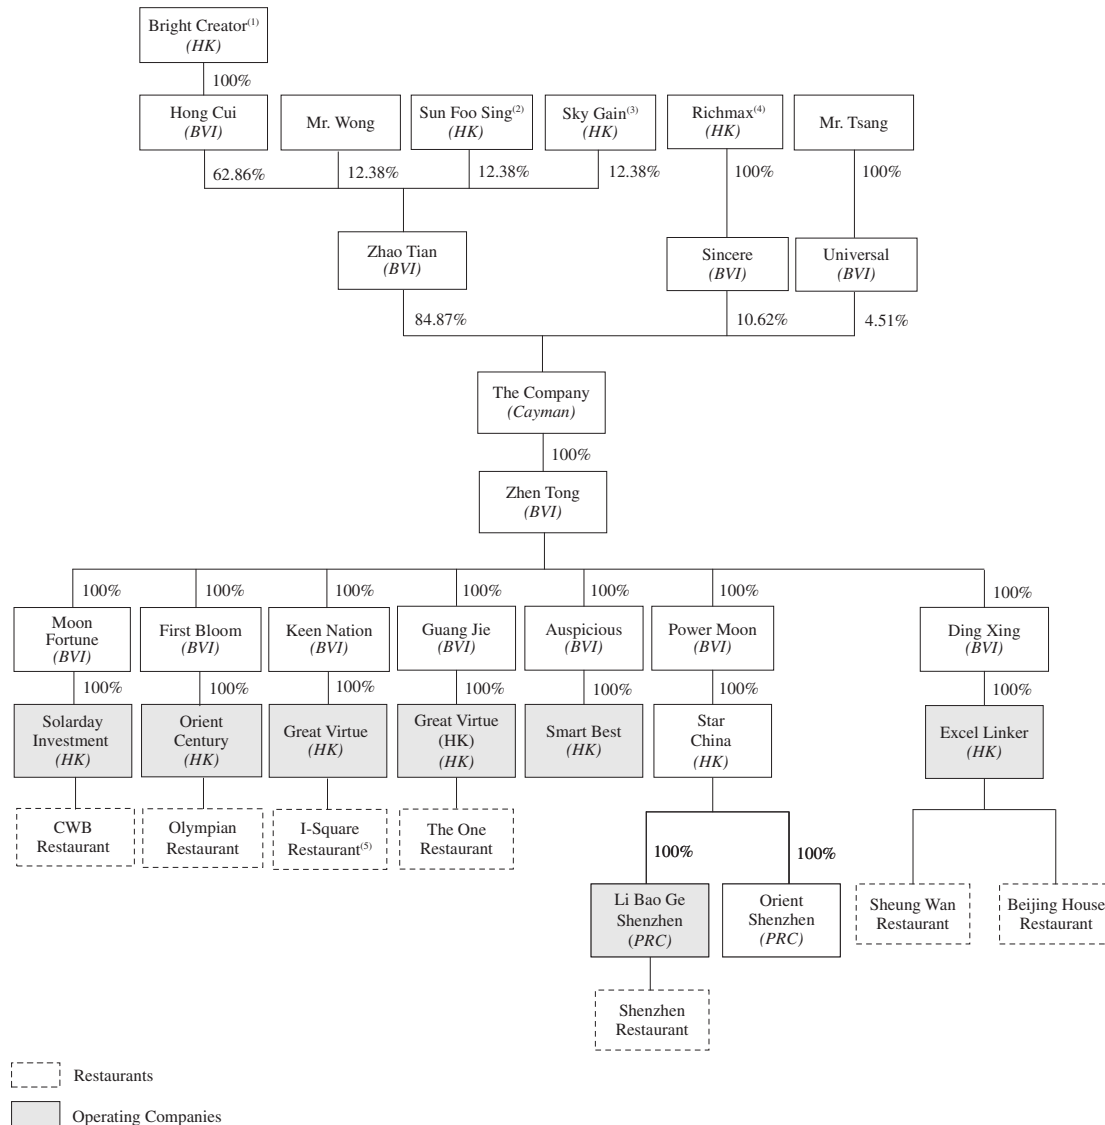 Bright Creator(1)
(HK)
100%
Hong Cui
(BVI)
Mr. Wong
Sun Foo Sing(2)
(HK)
Sky Gain(3)
(HK)
Richmax(4)
(HK)
Mr. Tsang
62.86%
12.38%
12.38%
12.38%
100%
100%
Zhao Tian
(BVI)
Sincere
(BVI)
Universal
(BVI)
84.87%
10.62%
4.51%
The Company
(Cayman)
100%
Zhen Tong
(BVI)
100%
100%
100%
100%
100%
100%
100%
Moon
Fortune
(BVI)
First Bloom
(BVI)
Keen Nation
(BVI)
Guang Jie
(BVI)
Auspicious
(BVI)
Power Moon
(BVI)
Ding Xing
(BVI)
100%
100%
100%
100%
100%
100%
100%
Solarday
Investment
(HK)
Orient
Century
(HK)
Great Virtue
(HK)
Great Virtue
(HK)
(HK)
Smart Best
(HK)
Star
China
(HK)
Excel Linker
(HK)
CWB
Restaurant
Olympian
Restaurant
I-Square
Restaurant(5)
The One
Restaurant
100%
100%
Li Bao Ge
Shenzhen
(PRC)
Orient
Shenzhen
(PRC)
Sheung Wan
Restaurant
Beijing House
Restaurant
Shenzhen
Restaurant
Restaurants
Operating Companies